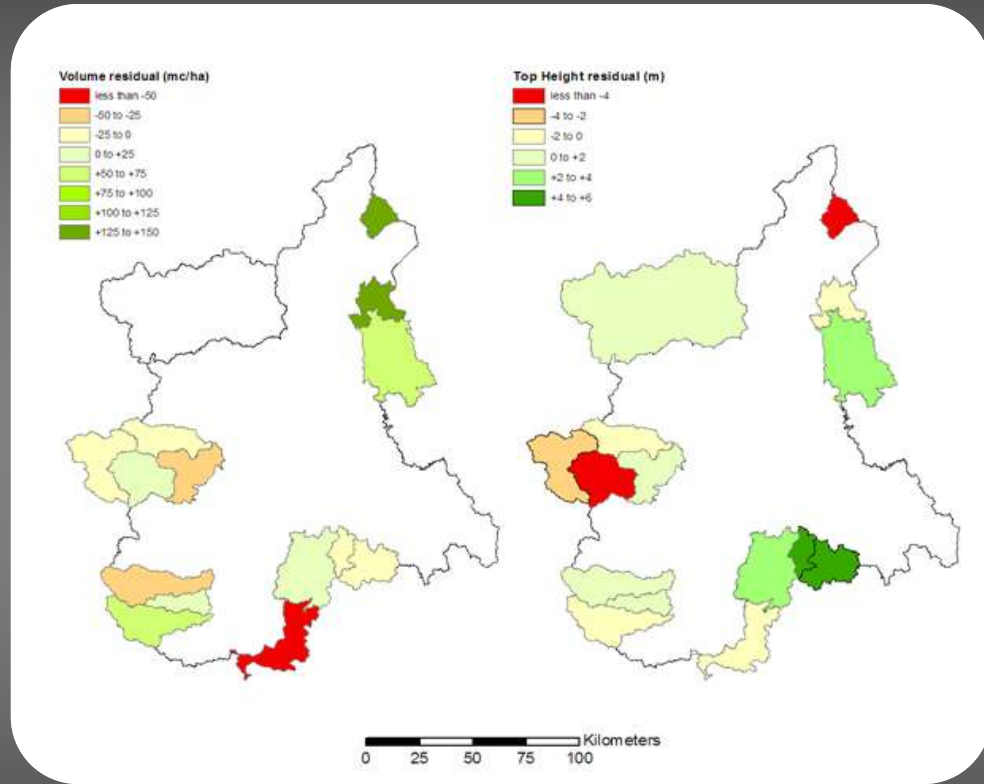 Volume residual (mc/ha)
less than -50
-50 to -25
-25 to 0
0 to +25
+50 to +75
+75 to +100
+100 to +125
+125 to +150
Top Height residual (m)
less than -4
-4 to -2
-2 to 0
0 to +2
+2 to +4
+4 to +6
Kilometers
0 25 50 75 100